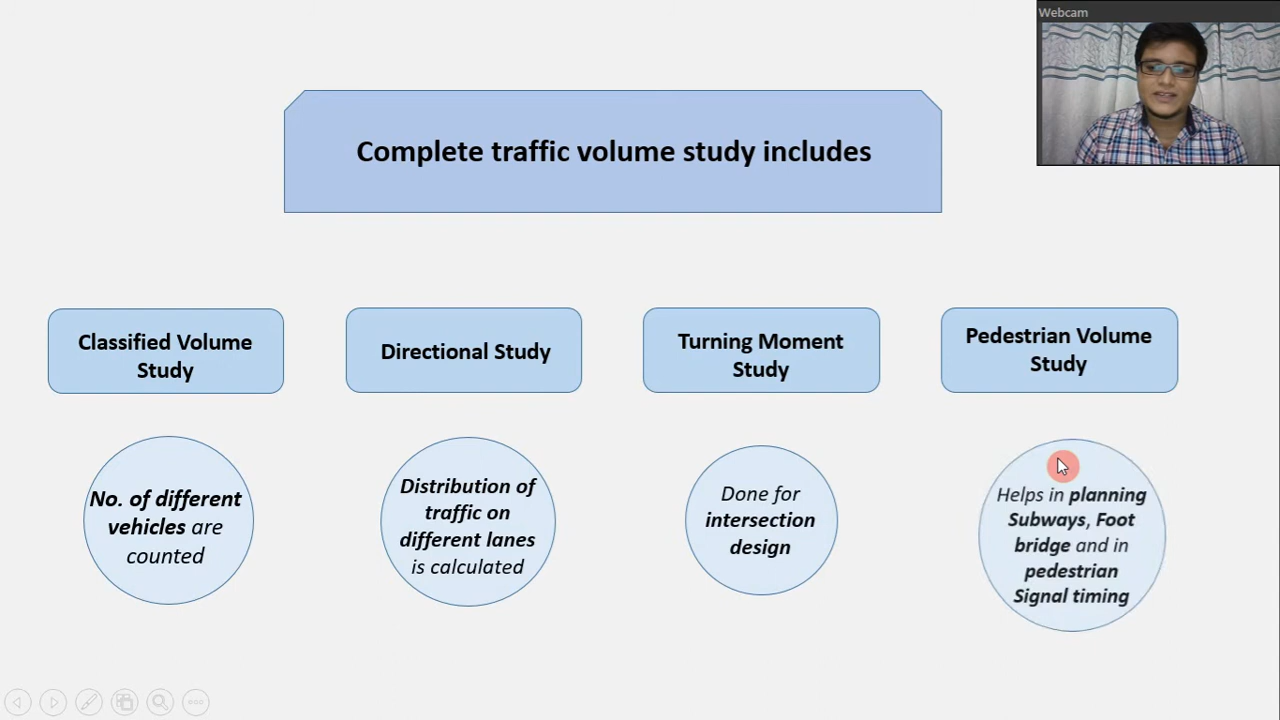 Webcam
Complete traffic volume study includes
Classified Volume
Study
Directional Study
Turning Moment
Study
Pedestrian Volume
Study
No. of different
vehicles are
counted
Distribution of
traffic on
different lanes
is calculated
Done for
intersection
design
Helps in planning
Subways, Foot
bridge and in
pedestrian
Signal timing